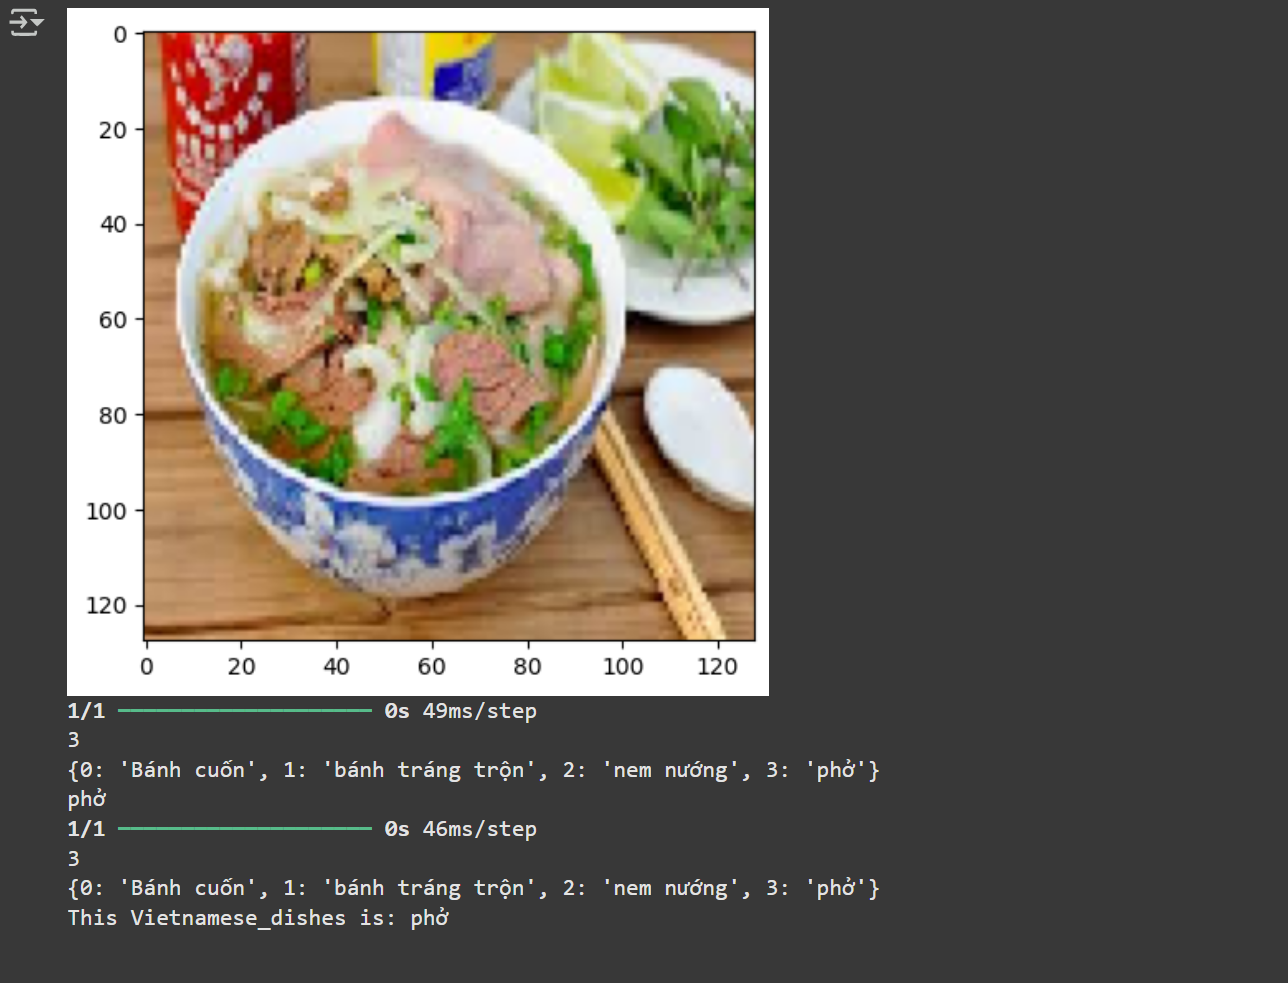 0
20
40
60
80
100
120
0 20 40 60 80 100 120
1/1 ━━━━━━━━━━━━━━━━━━━━ 0s 49ms/step
3
{0: 'Bánh cuốn', 1: 'bánh tráng trộn', 2: 'nem nướng', 3: 'phở'}
phở
1/1 ━━━━━━━━━━━━━━━━━━━━ 0s 46ms/step
3
{0: 'Bánh cuốn', 1: 'bánh tráng trộn', 2: 'nem nướng', 3: 'phở'}
This Vietnamese_dishes is: phở